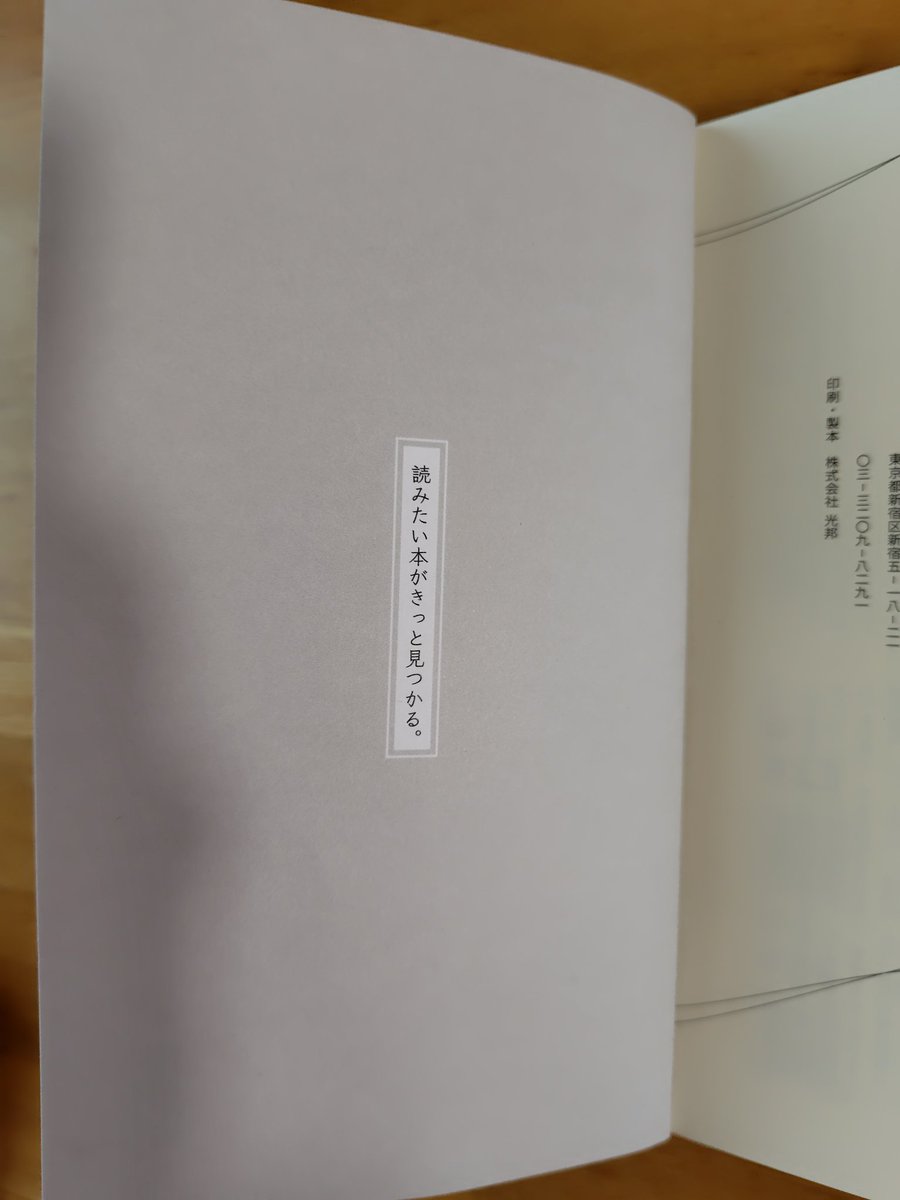 東京都新宿区新宿五-一八-二一
〇三-三二〇九-八二九一
印刷・製本 株式会社 光邦
読みたい本がきっと見つかる。